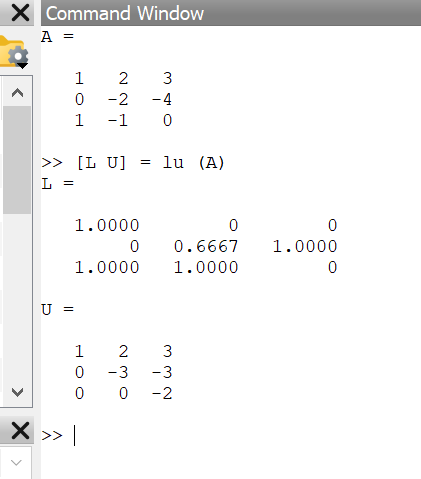 Command Window
A =
1 2 3
0 -2 -4
1 -1 0
>> [L U] = lu (A)
L =
1.0000 0 0
0 0.6667 1.0000
1.0000 1.0000 0
U =
1 2 3
0 -3 -3
0 0 -2
>>